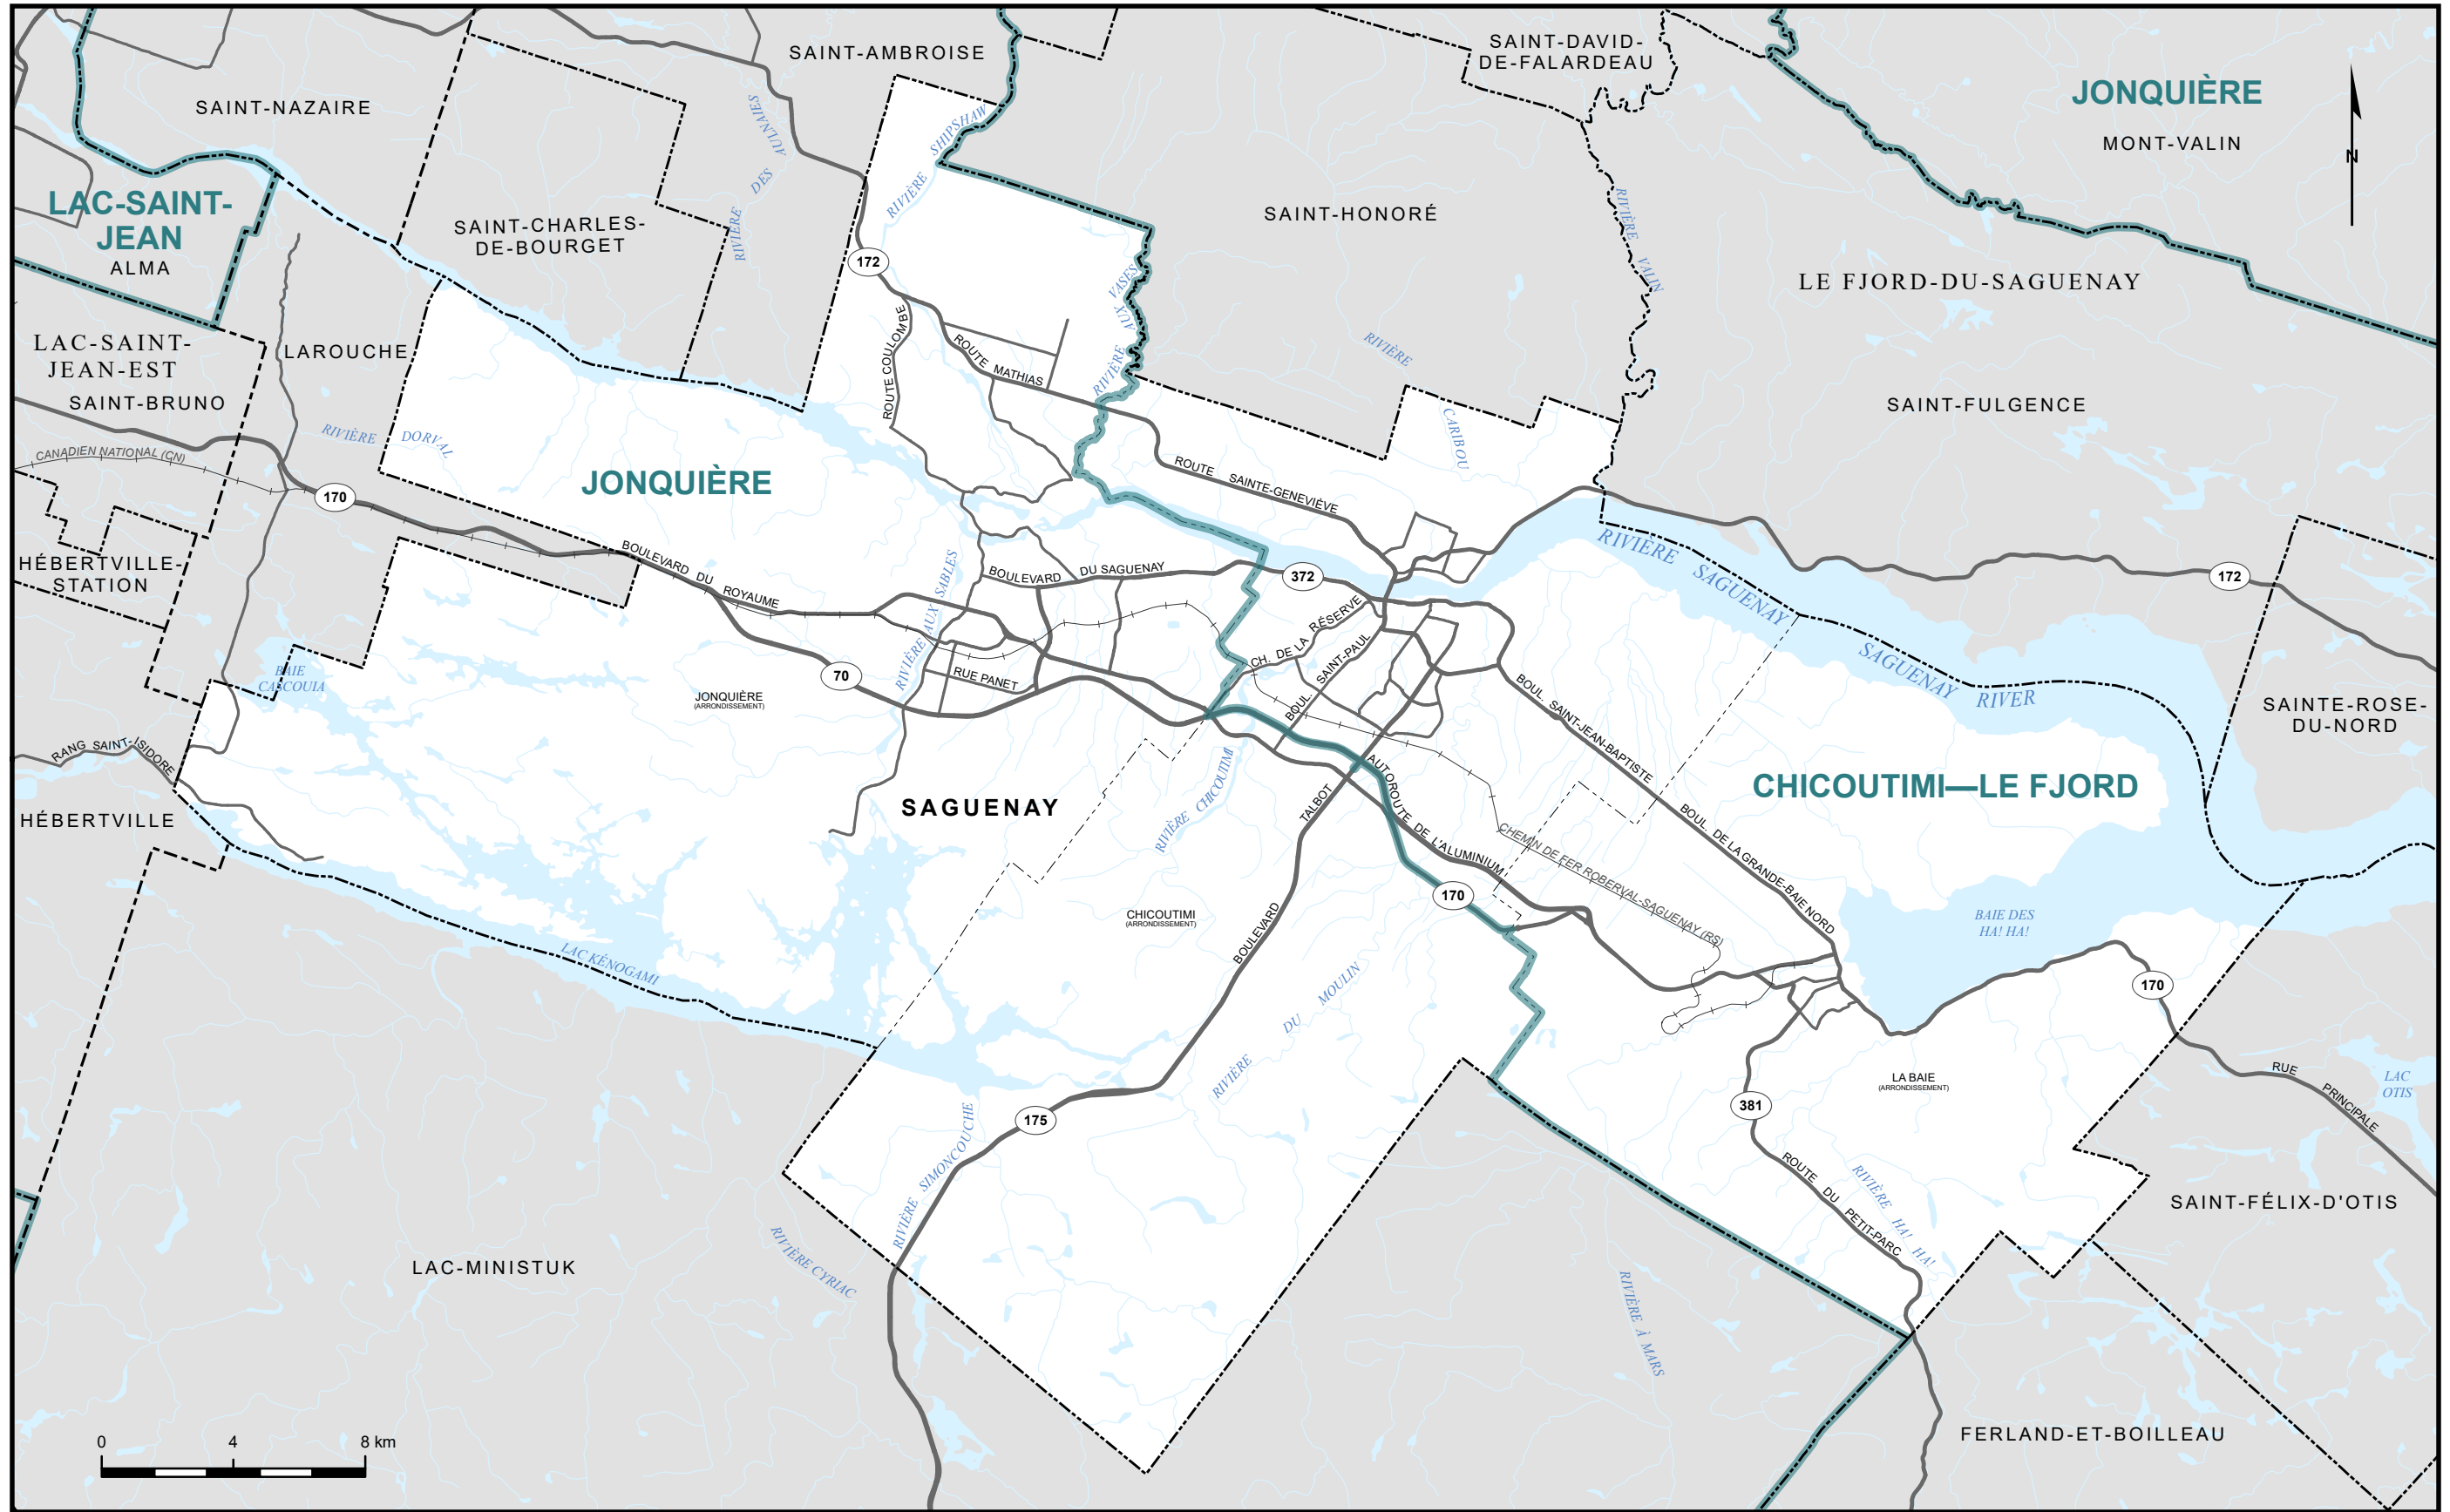 SAINT-AMBROISE
SAINT-DAVID-
DE-FALARDEAU
JONQUIÈRE
MONT-VALIN
N
SAINT-NAZAIRE
RIVIÈRE DES AULNAIES
RIVIÈRE SHIPSHAW
LAC-SAINT-
JEAN
ALMA
SAINT-CHARLES-
DE-BOURGET
SAINT-HONORÉ
RIVIÈRE VALIN
172
RIVIÈRE AUX VASES
LE FJORD-DU-SAGUENAY
LAC-SAINT-
JEAN-EST
LAROUCHE
ROUTE COULOMBE
ROUTE MATHIAS
RIVIÈRE CARIBOU
SAINT-BRUNO
SAINT-FULGENCE
RIVIÈRE DORVAL
CANADIEN NATIONAL (CN)
170
JONQUIÈRE
ROUTE SAINTE-GENEVIÈVE
HÉBERTVILLE-
STATION
BOULEVARD DU ROYAUME
RIVIÈRE AUX SABLES
BOULEVARD DU SAGUENAY
372
RIVIÈRE SAGUENAY
SAGUENAY RIVER
172
CH. DE LA RÉSERVE
BOUL. SAINT-PAUL
BAIE
CASCOUIA
70
RUE PANET
JONQUIÈRE
(ARRONDISSEMENT)
BOUL. SAINT-JEAN-BAPTISTE
SAINTE-ROSE-
DU-NORD
RANG SAINT-ISIDORE
HÉBERTVILLE
SAGUENAY
RIVIÈRE CHICOUTIMI
BOULEVARD TALBOT
AUTOROUTE DE L'ALUMINIUM
CHICOUTIMI—LE FJORD
BOUL. DE LA GRANDE-BAIE NORD
CHEMIN DE FER ROBERVAL-SAGUENAY (RS)
170
CHICOUTIMI
(ARRONDISSEMENT)
BAIE DES
HA! HA!
LAC KÉNOGAMI
170
RIVIÈRE DU MOULIN
LA BAIE
(ARRONDISSEMENT)
RUE PRINCIPALE
LAC
OTIS
381
175
RIVIÈRE SIMONCOUCHE
ROUTE DU PETIT-PARC
RIVIÈRE HA! HA!
SAINT-FÉLIX-D'OTIS
RIVIÈRE CYRIAC
LAC-MINISTUK
RIVIÈRE À MARS
FERLAND-ET-BOILLEAU
0 4 8 km